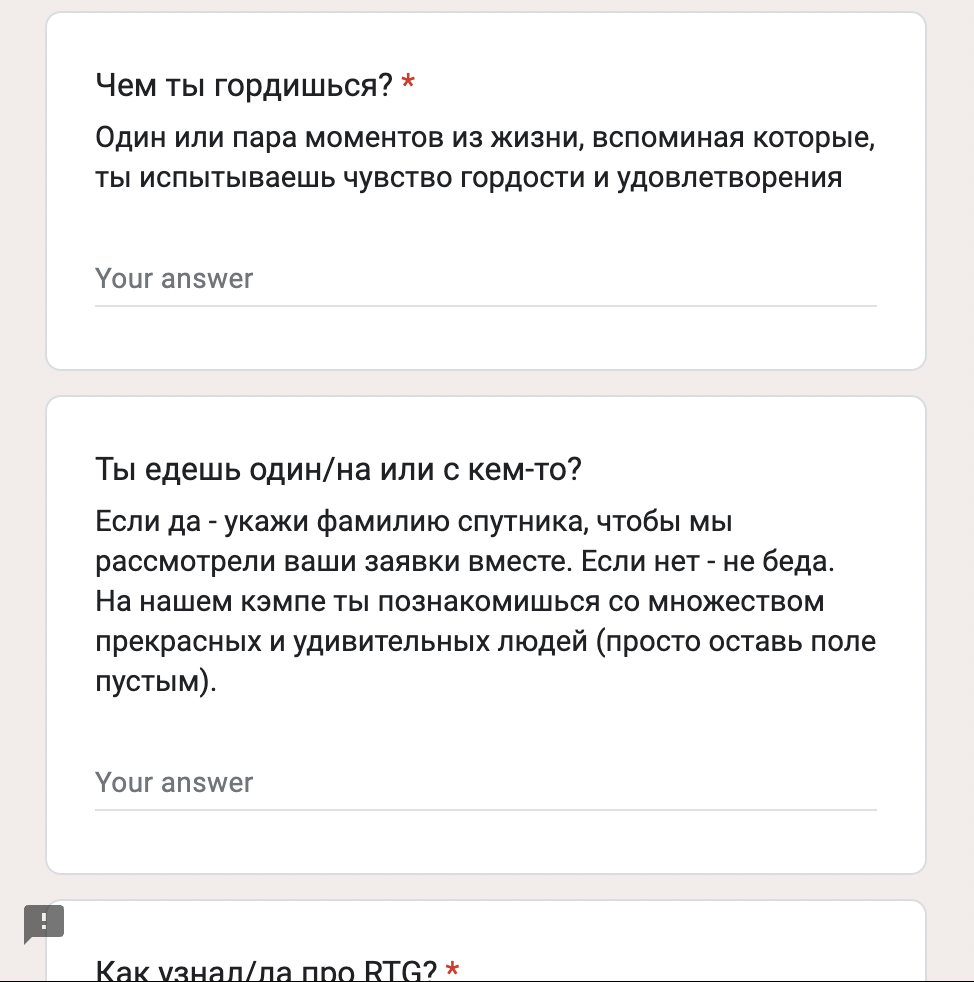 Чем ты гордишься? *
Один или пара моментов из жизни, вспоминая которые,
ты испытываешь чувство гордости и удовлетворения
Your answer
Ты едешь один/на или с кем-то?
Если да - укажи фамилию спутника, чтобы мы
рассмотрели ваши заявки вместе. Если нет - не беда.
На нашем кэмпе ты познакомишься со множеством
прекрасных и удивительных людей (просто оставь поле
пустым).
Your answer
Как узнал/ла про RTG? *